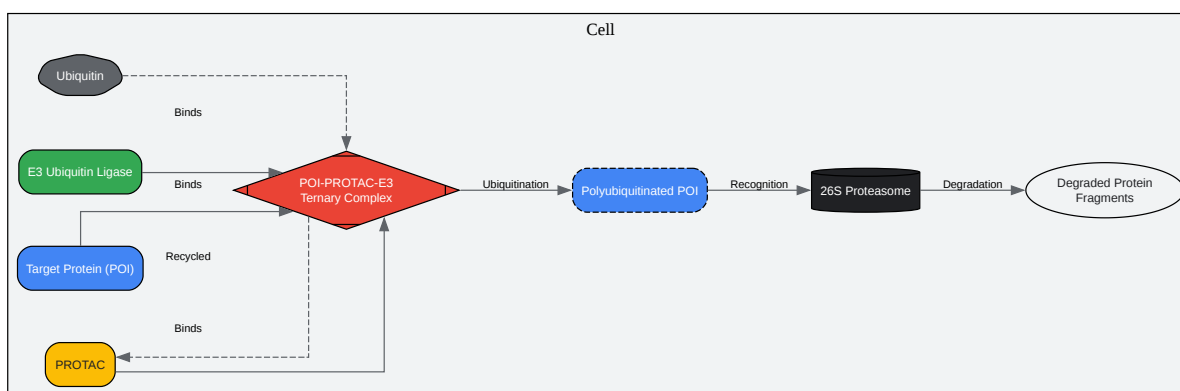 Cell
Ubiquitin
Binds
E3 Ubiquitin Ligase
Binds
POI-PROTAC-E3
Ternary Complex
Ubiquitination
Polyubiquitinated POI
Recognition
26S Proteasome
Degradation
Degraded Protein
Fragments
Target Protein (POI)
Recycled
Binds
PROTAC